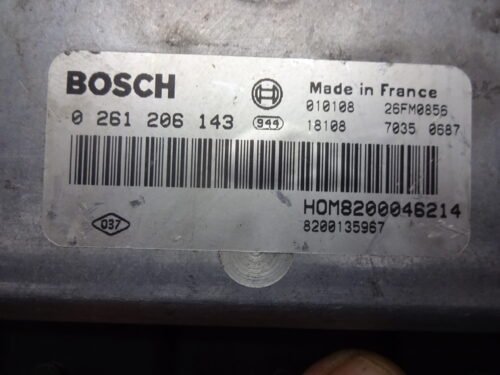 BOSCH
Made in France
010108 26FM0856
0 261 206 143 944 18108 7035 0687
HOM8200046214
037 8200135967